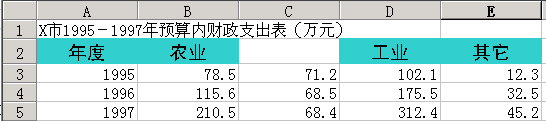 A B C D E
1 X市1995－1997年预算内财政支出表（万元）
2 年度 农业 工业 其它
3 1995 78.5 71.2 102.1 12.3
4 1996 115.6 68.5 175.5 32.5
5 1997 210.5 68.4 312.4 45.2